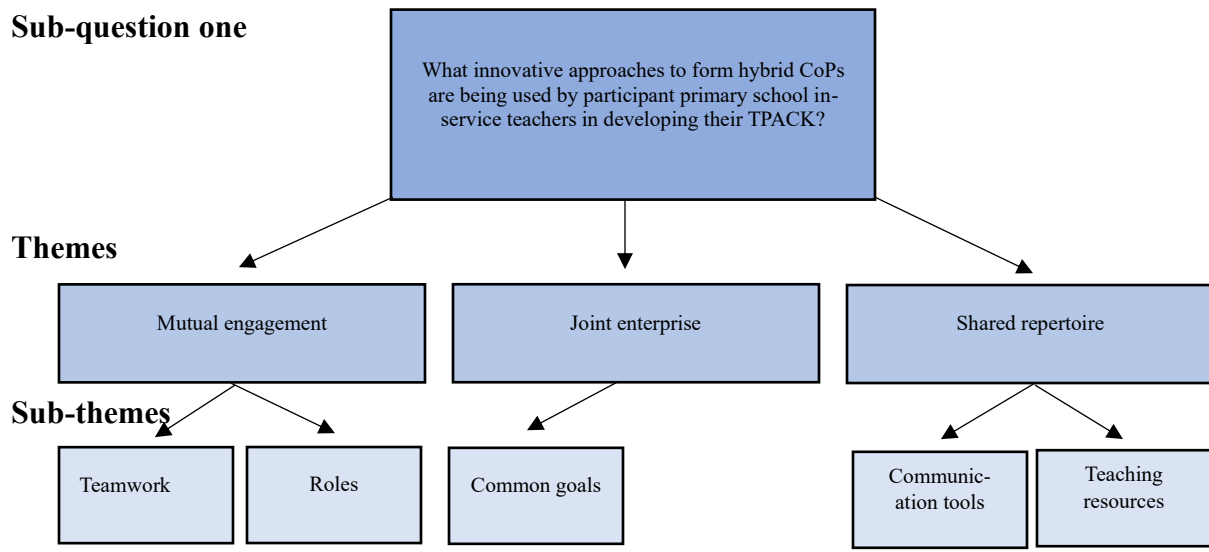 Sub-question one
What innovative approaches to form hybrid CoPs
are being used by participant primary school in-
service teachers in developing their TPACK?
Themes
Mutual engagement
Joint enterprise
Shared repertoire
Sub-themes
Teamwork
Roles
Common goals
Communic-
ation tools
Teaching
resources